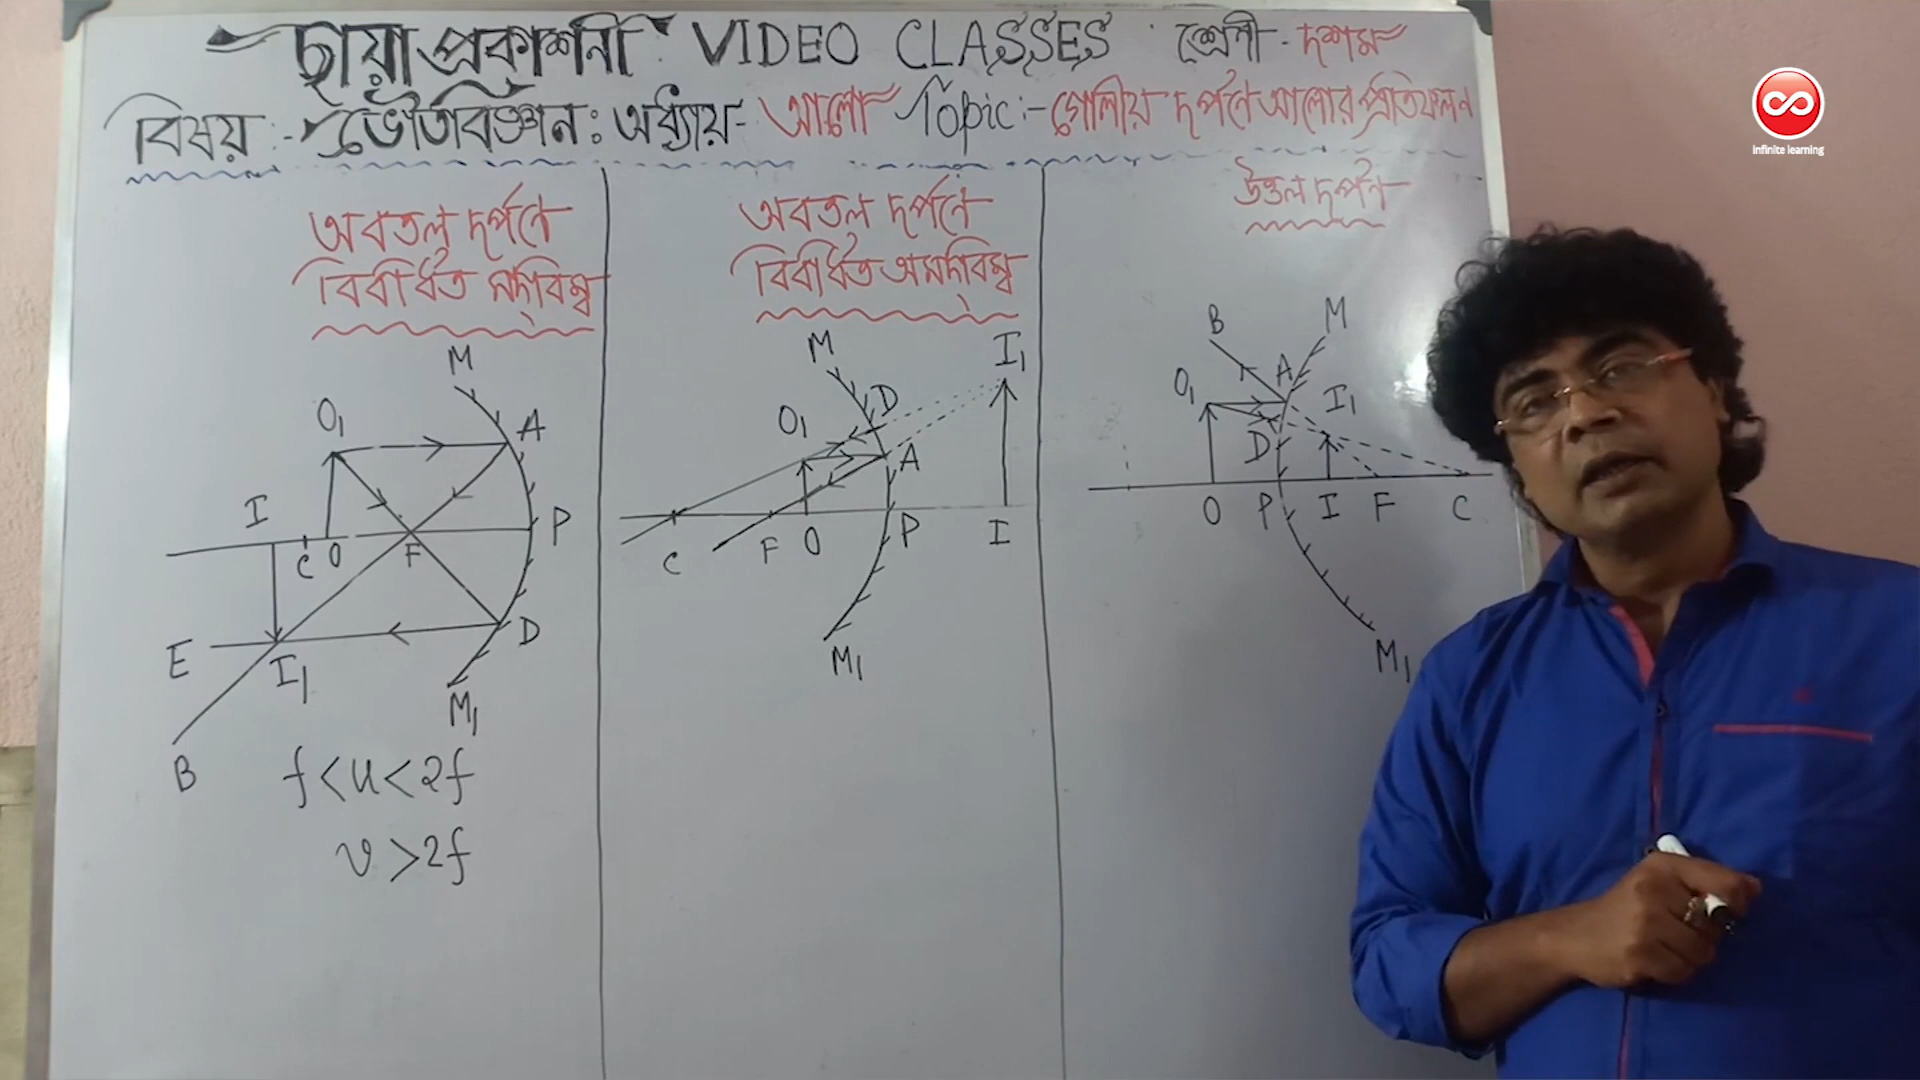 ছায়া প্রকাশনী VIDEO CLASSES শ্রেণী - দশম
বিষয় :- ভৌতবিজ্ঞান : অধ্যায় - আলো Topic :- গোলীয় দর্পণে আলোর প্রতিফলন
infinite learning
অবতল দর্পণে
বিবর্ধিত সদ্‌বিম্ব
M
O₁
A
I
C
O
F
P
E
I₁
D
M₁
B
f < u < 2f
v > 2f
অবতল দর্পণে
বিবর্ধিত অসদ্‌বিম্ব
M
I₁
D
O₁
A
C
F
O
P
I
M₁
উত্তল দর্পণ
B
M
A
O₁
I₁
D
O
P
I
F
C
M₁